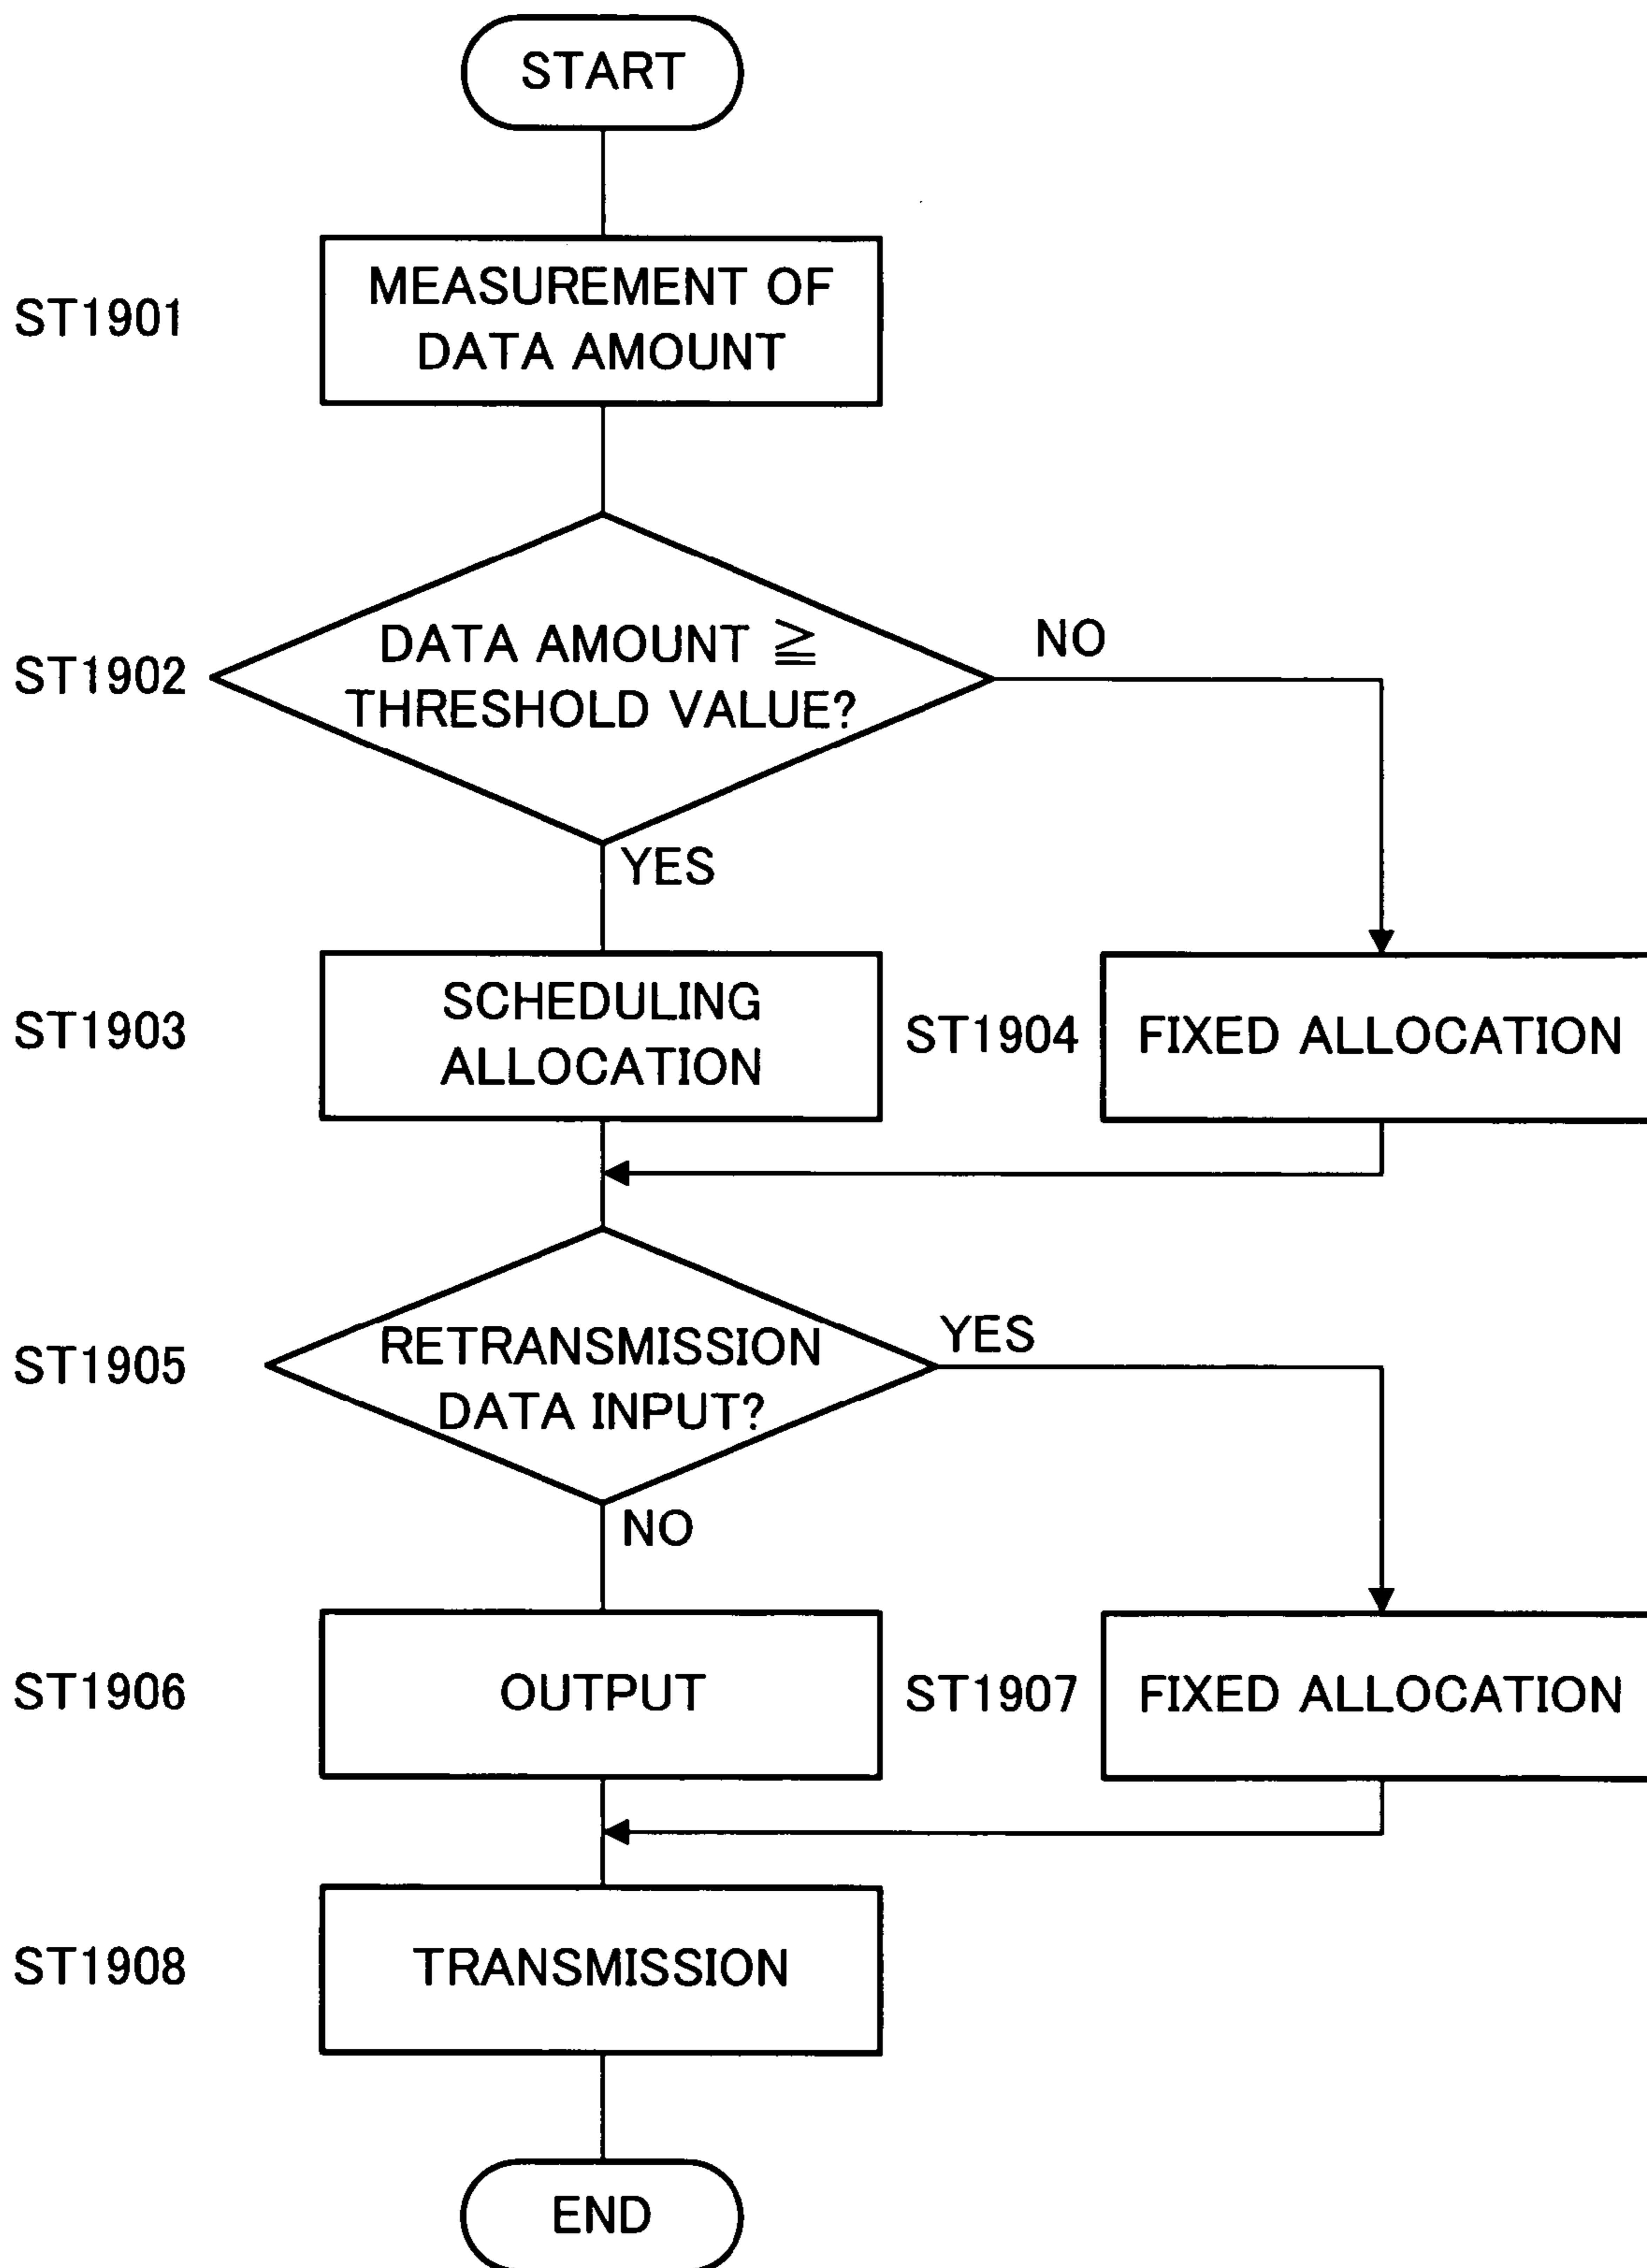 START
ST1901
MEASUREMENT OF
DATA AMOUNT
ST1902
DATA AMOUNT ≧
THRESHOLD VALUE?
NO
YES
ST1903
SCHEDULING
ALLOCATION
ST1904
FIXED ALLOCATION
ST1905
RETRANSMISSION
DATA INPUT?
YES
NO
ST1906
OUTPUT
ST1907
FIXED ALLOCATION
ST1908
TRANSMISSION
END